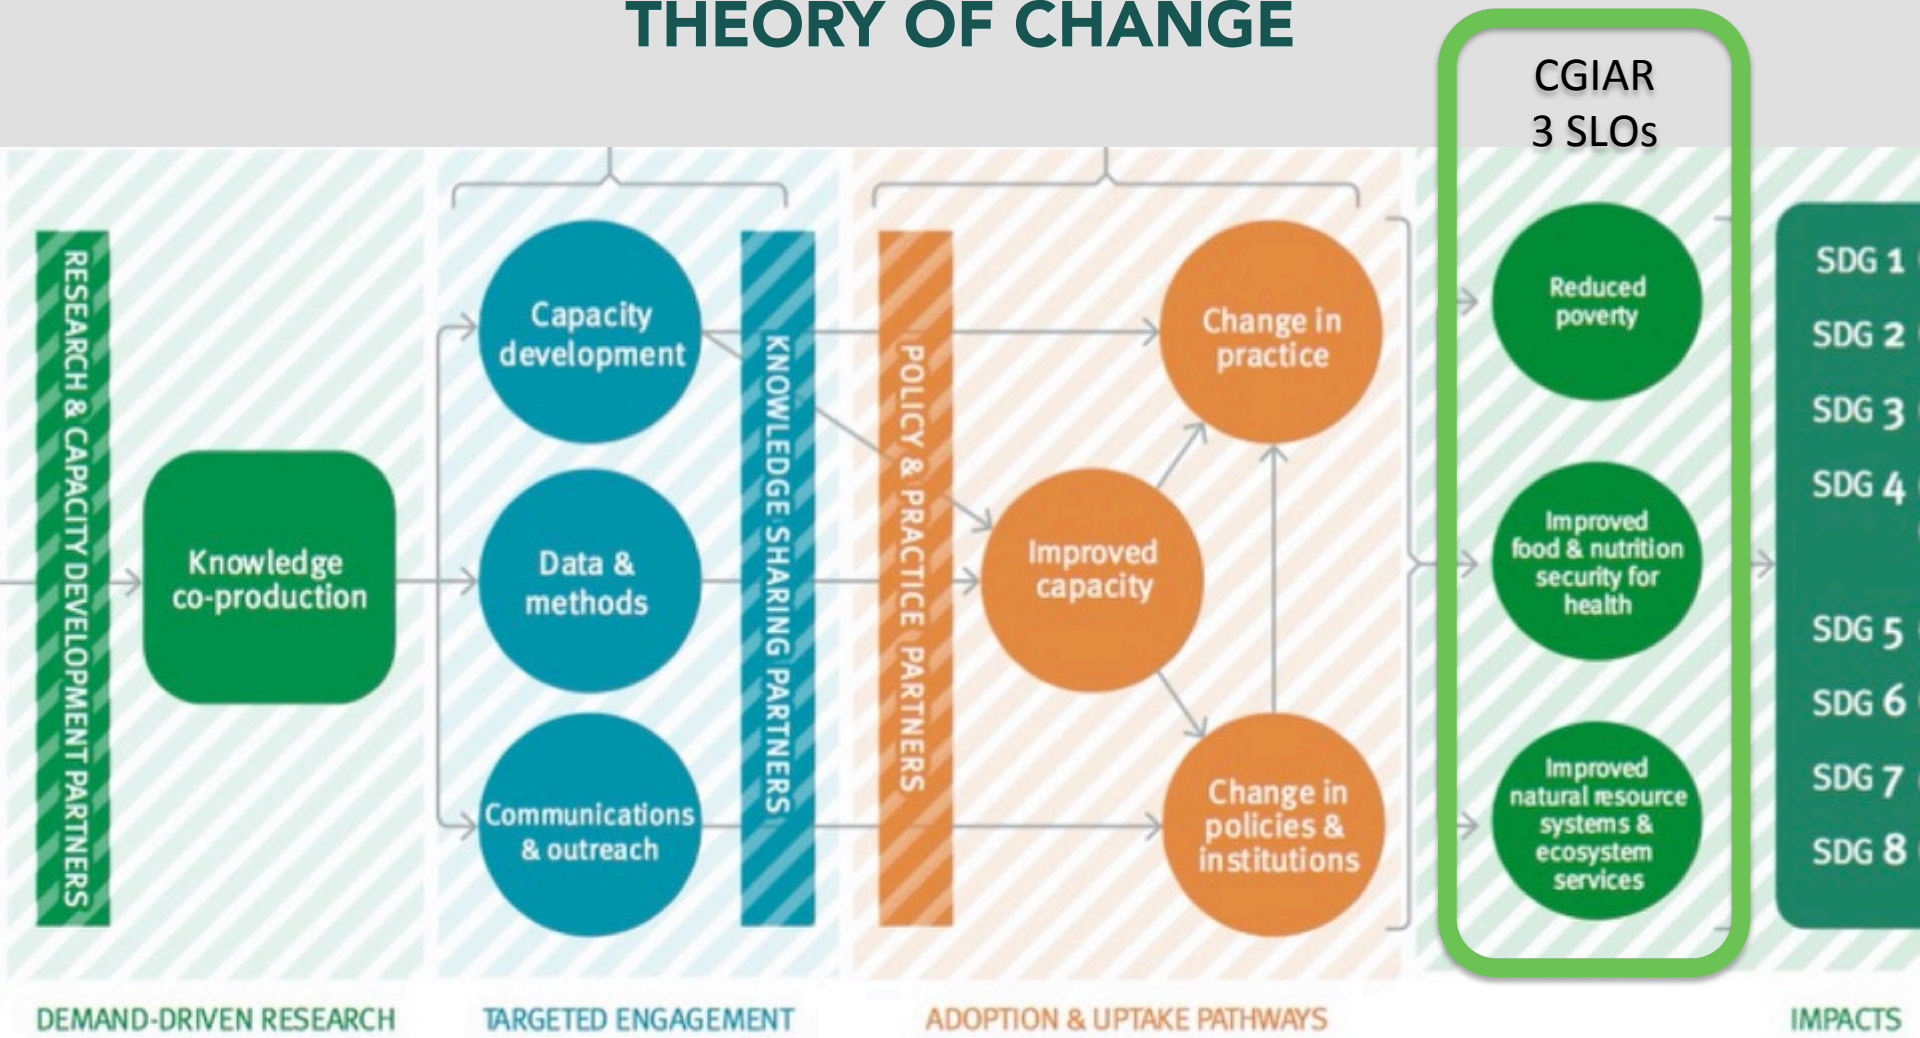 THEORY OF CHANGE
CGIAR
3 SLOs
RESEARCH & CAPACITY DEVELOPMENT PARTNERS
Knowledge
co-production
Capacity
development
Data &
methods
Communications
& outreach
KNOWLEDGE SHARING PARTNERS
POLICY & PRACTICE PARTNERS
Change in
practice
Improved
capacity
Change in
policies &
institutions
Reduced
poverty
Improved
food & nutrition
security for
health
Improved
natural resource
systems &
ecosystem
services
SDG 1
SDG 2
SDG 3
SDG 4
SDG 5
SDG 6
SDG 7
SDG 8
DEMAND-DRIVEN RESEARCH
TARGETED ENGAGEMENT
ADOPTION & UPTAKE PATHWAYS
IMPACTS